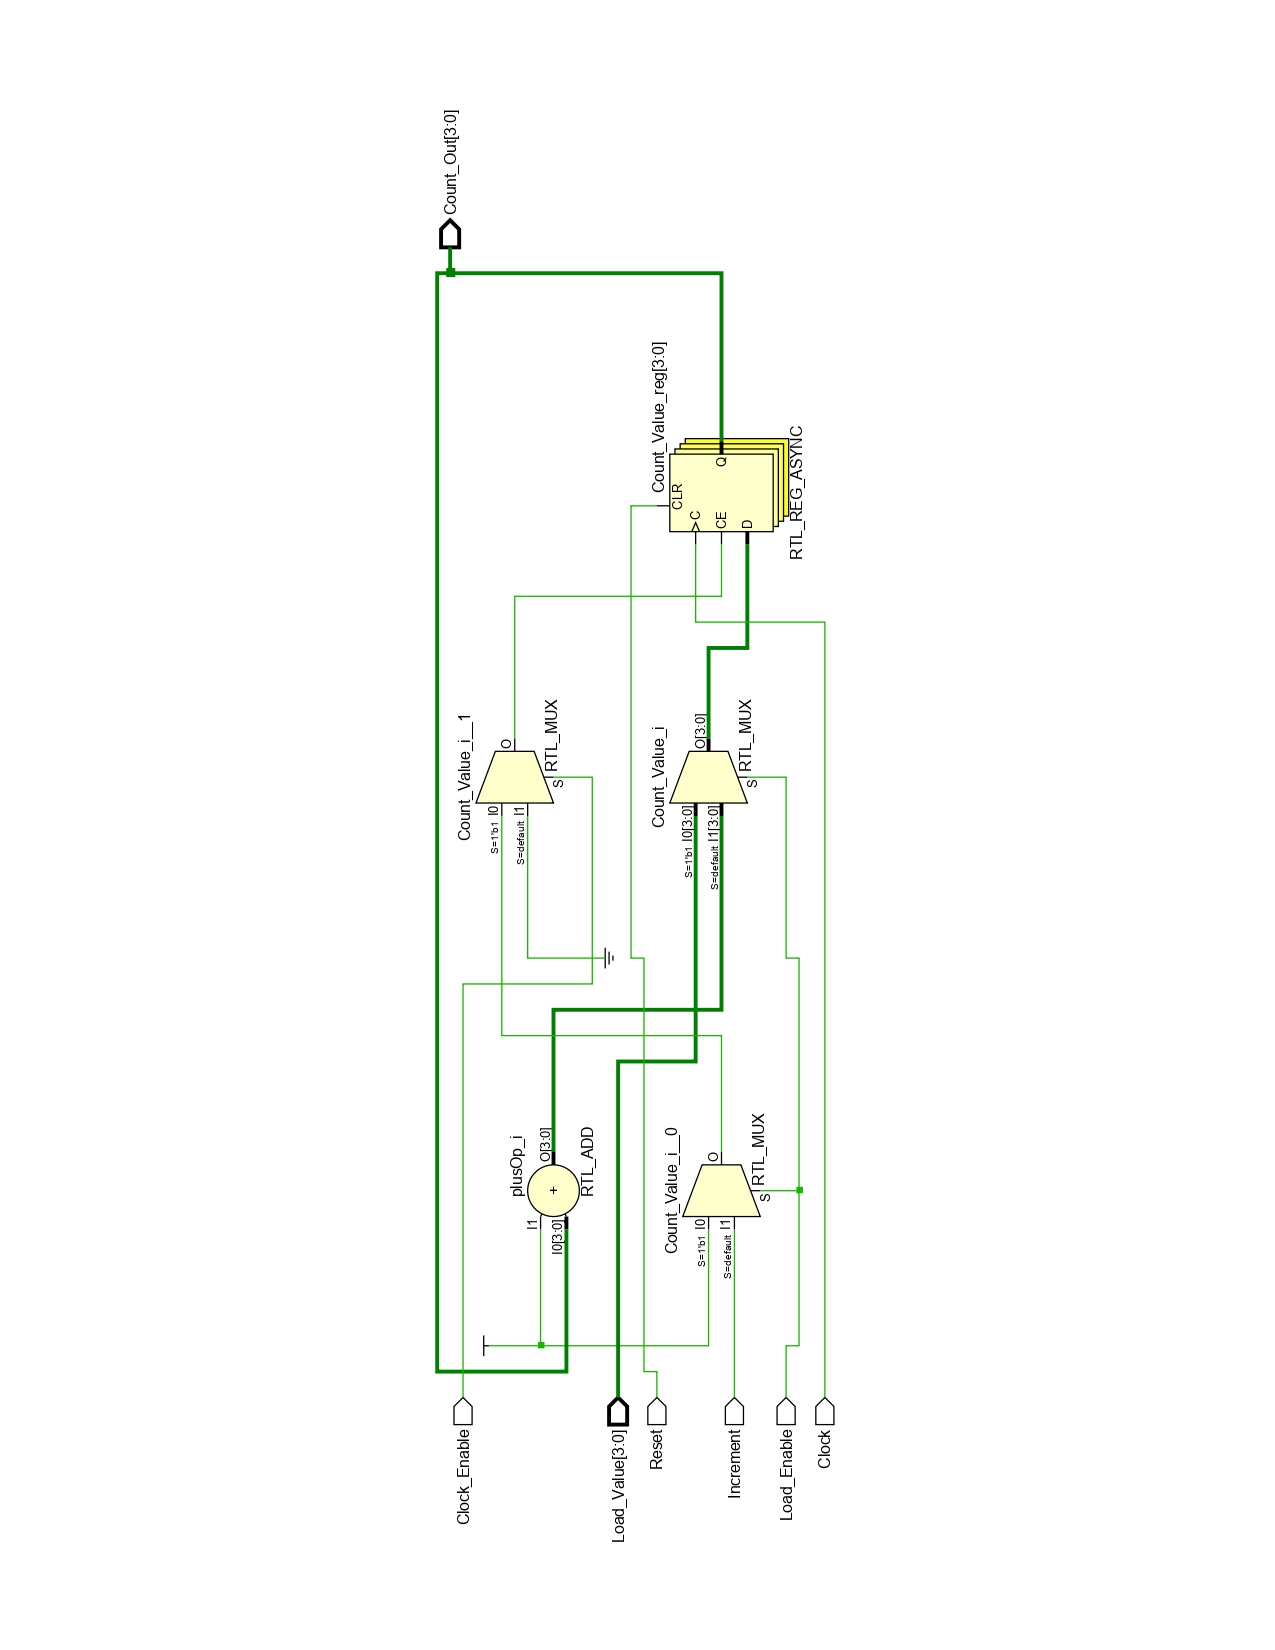 Count_Out[3:0]
Count_Value_reg[3:0]
CLR
C
CE
D
Q
RTL_REG_ASYNC
Count_Value_i__1
S=1'b1 I0
S=default I1
O
S
RTL_MUX
Count_Value_i
S=1'b1 I0[3:0]
S=default I1[3:0]
O[3:0]
S
RTL_MUX
plusOp_i
I1
I0[3:0]
+
O[3:0]
RTL_ADD
Count_Value_i__0
S=1'b1 I0
S=default I1
O
S
RTL_MUX
Clock_Enable
Load_Value[3:0]
Reset
Increment
Load_Enable
Clock